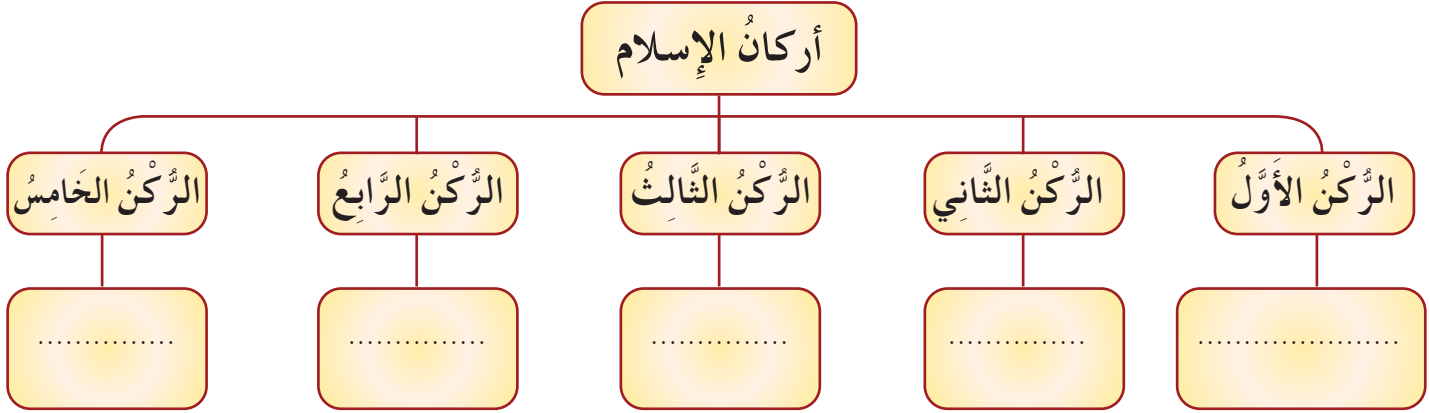 أركانُ الإِسلام
الرُّكْنُ الأَوَّلُ
الرُّكْنُ الثَّانِي
الرُّكْنُ الثَّالِثُ
الرُّكْنُ الرَّابِعُ
الرُّكْنُ الخَامِسُ
......................
...............
...............
...............
...............